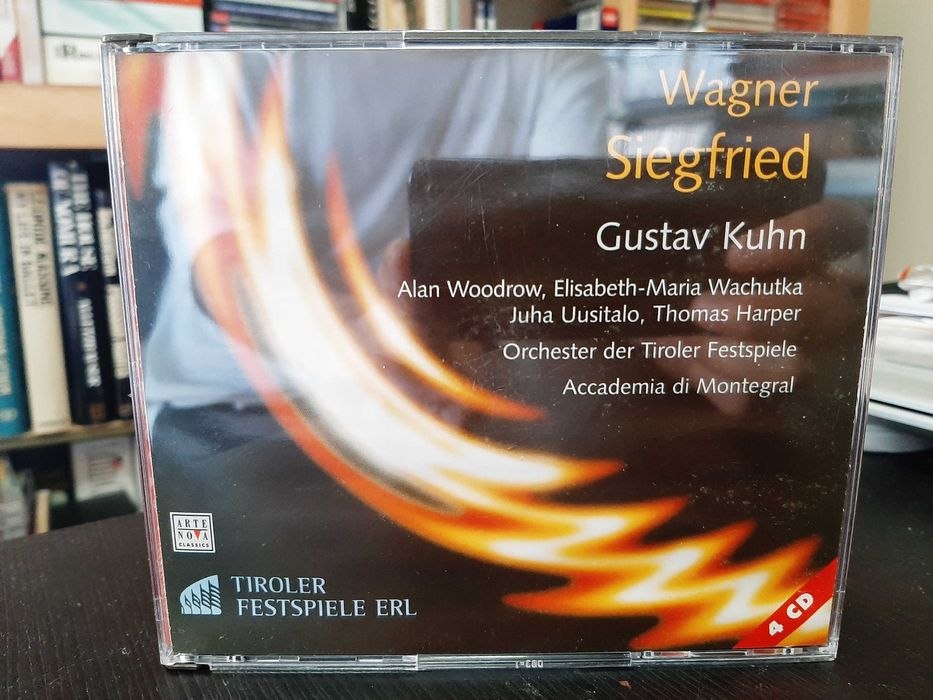 Wagner
Siegfried
Gustav Kuhn
Alan Woodrow, Elisabeth-Maria Wachutka
Juha Uusitalo, Thomas Harper
Orchester der Tiroler Festspiele
Accademia di Montegral
ARTE
NOVA
CLASSICS
TIROLER
FESTSPIELE ERL
4 CD